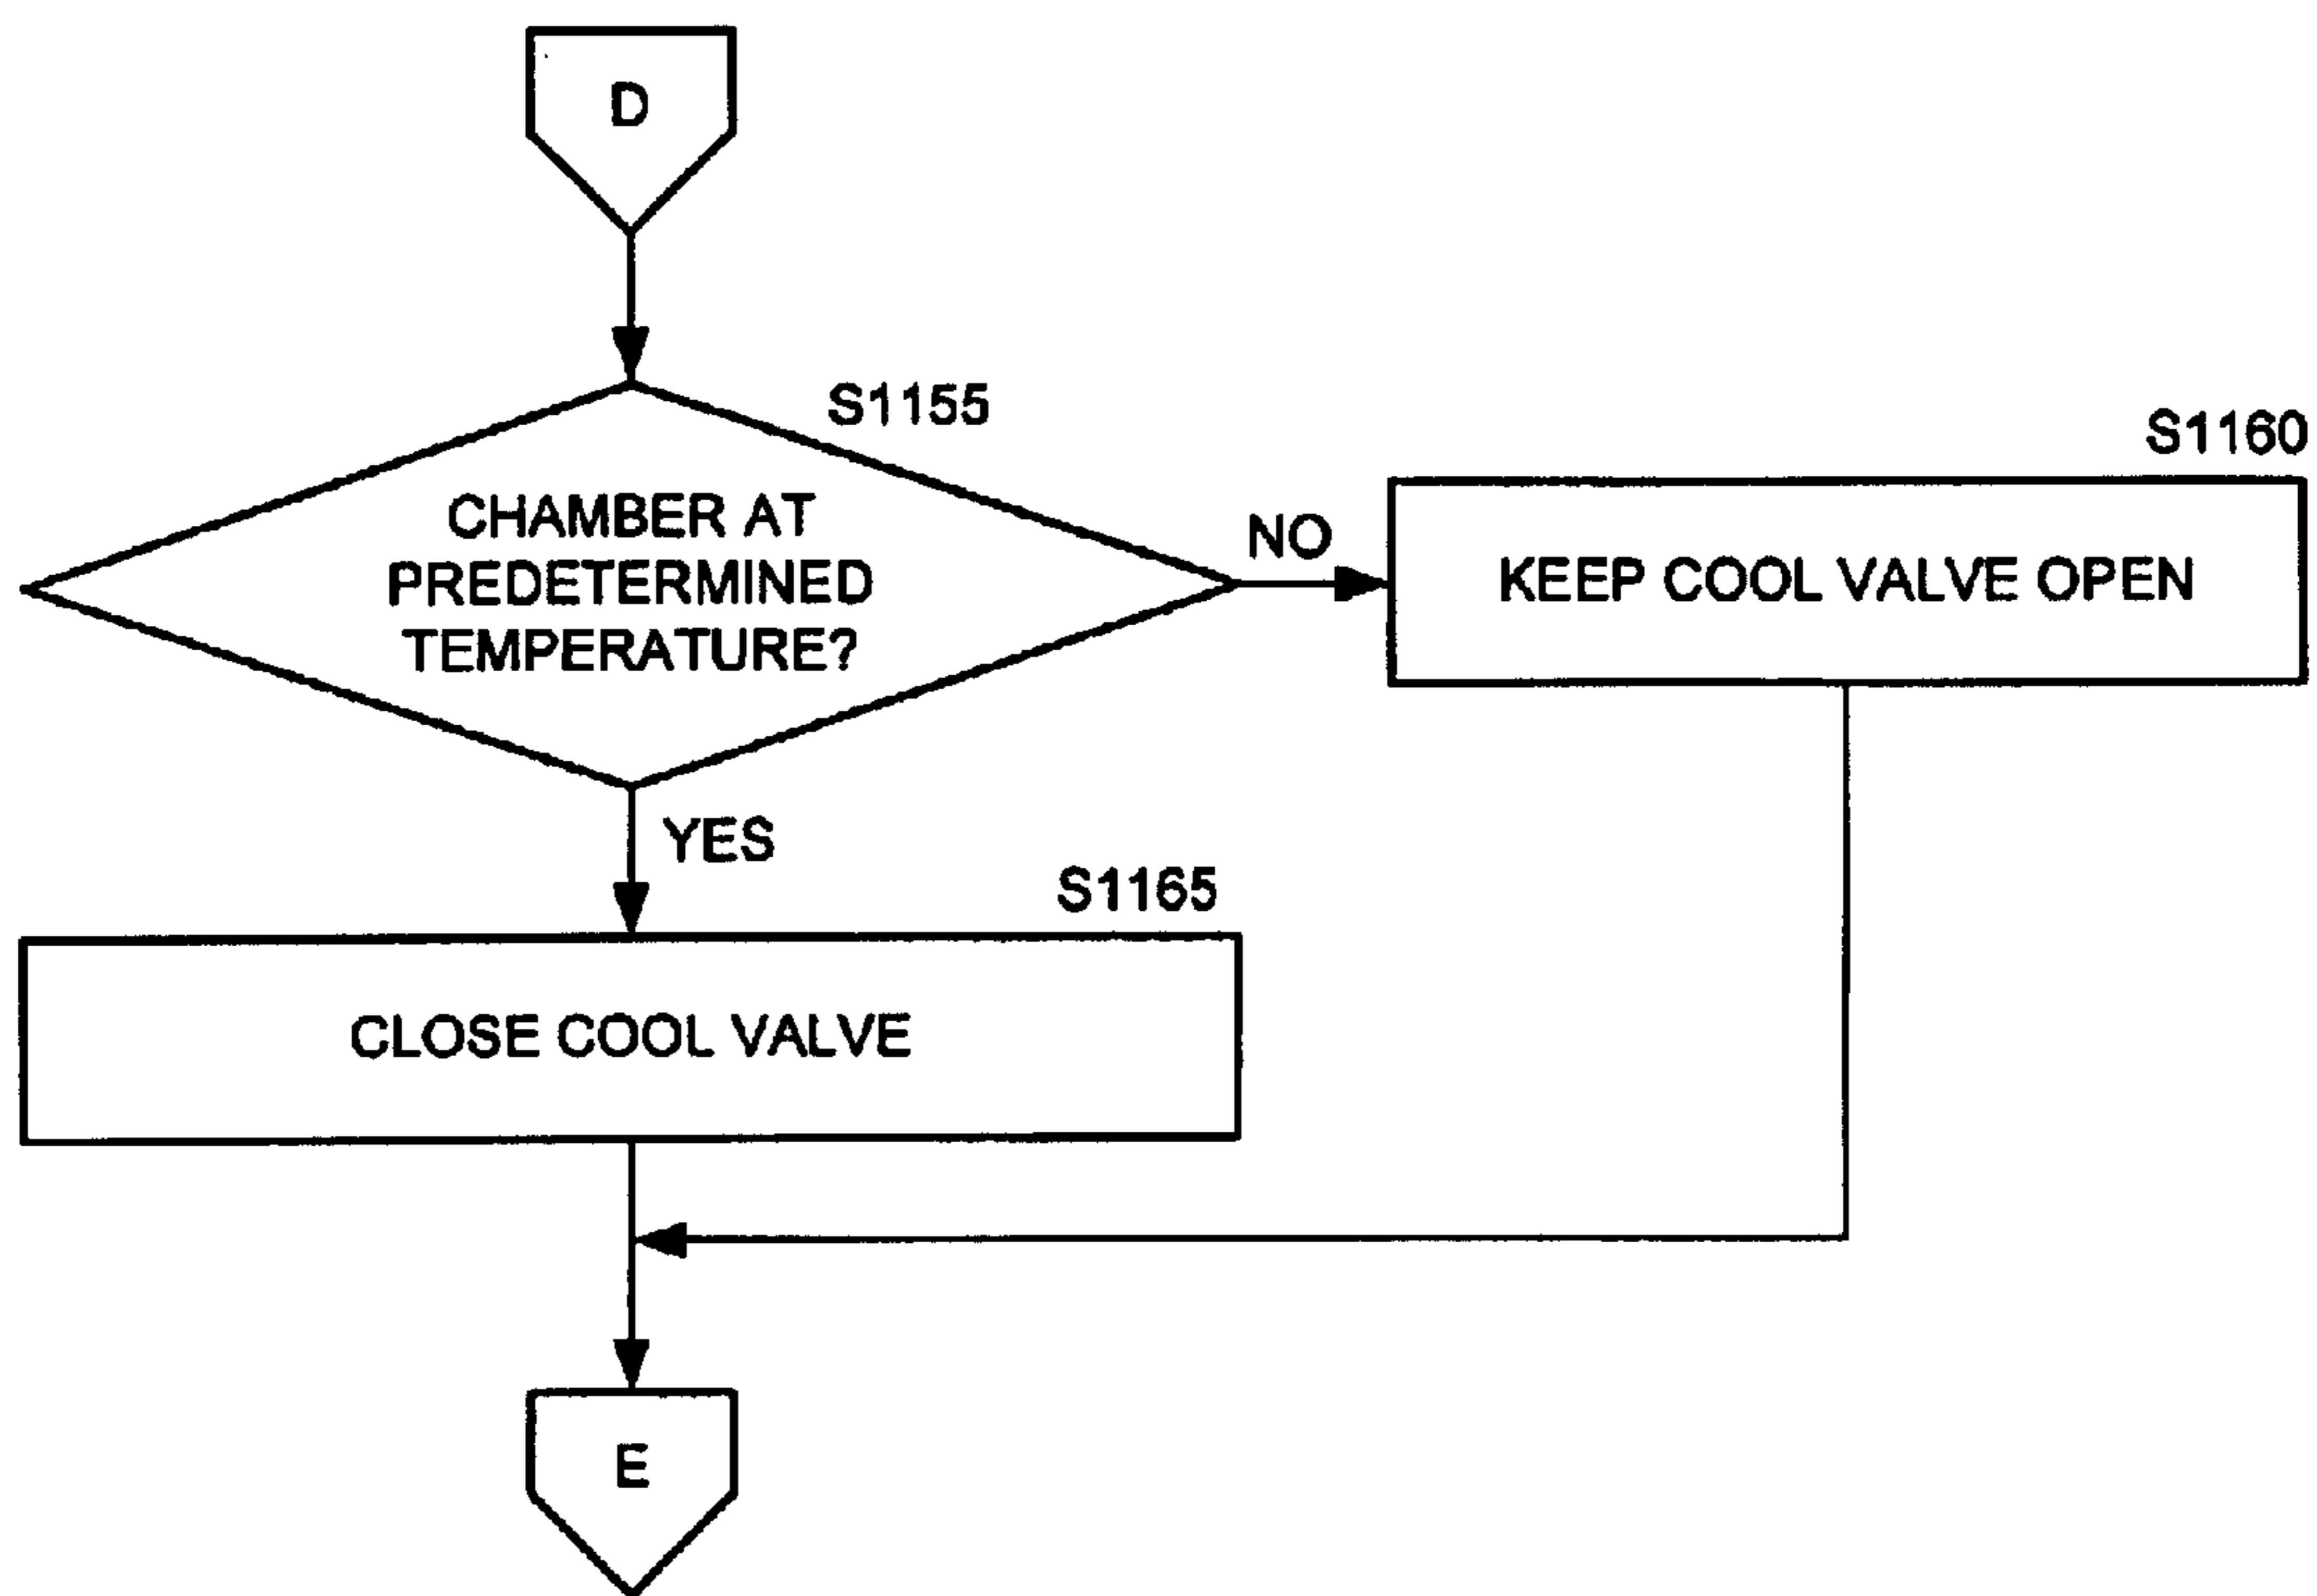 D
S1155
CHAMBER AT
PREDETERMINED
TEMPERATURE?
NO
S1160
KEEP COOL VALVE OPEN
YES
S1165
CLOSE COOL VALVE
E